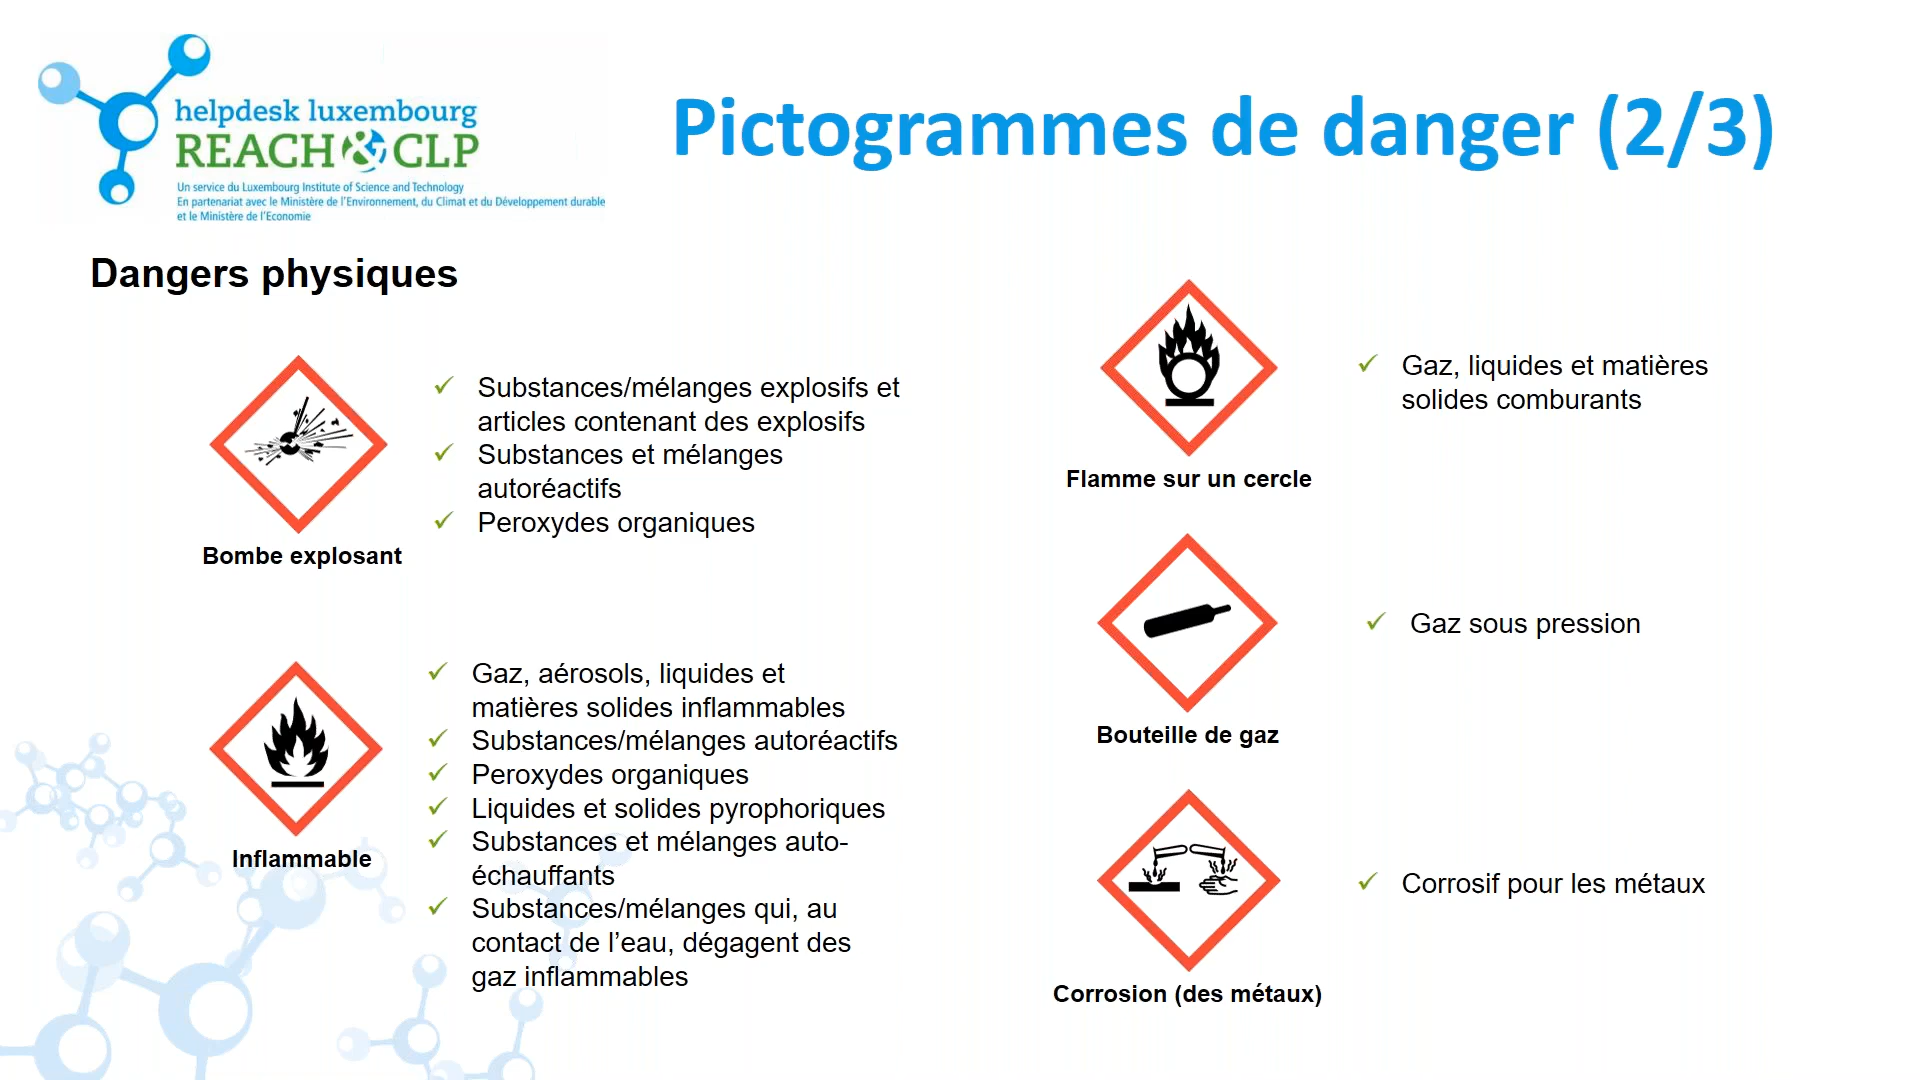 helpdesk luxembourg
REACH & CLP
Un service du Luxembourg Institute of Science and Technology
En partenariat avec le Ministère de l'Environnement, du Climat et du Développement durable
et le Ministère de l'Economie
Pictogrammes de danger (2/3)
Dangers physiques
Bombe explosant
✓ Substances/mélanges explosifs et
articles contenant des explosifs
✓ Substances et mélanges
autoréactifs
✓ Peroxydes organiques
Inflammable
✓ Gaz, aérosols, liquides et
matières solides inflammables
✓ Substances/mélanges autoréactifs
✓ Peroxydes organiques
✓ Liquides et solides pyrophoriques
✓ Substances et mélanges auto-
échauffants
✓ Substances/mélanges qui, au
contact de l’eau, dégagent des
gaz inflammables
Flamme sur un cercle
✓ Gaz, liquides et matières
solides comburants
Bouteille de gaz
✓ Gaz sous pression
Corrosion (des métaux)
✓ Corrosif pour les métaux